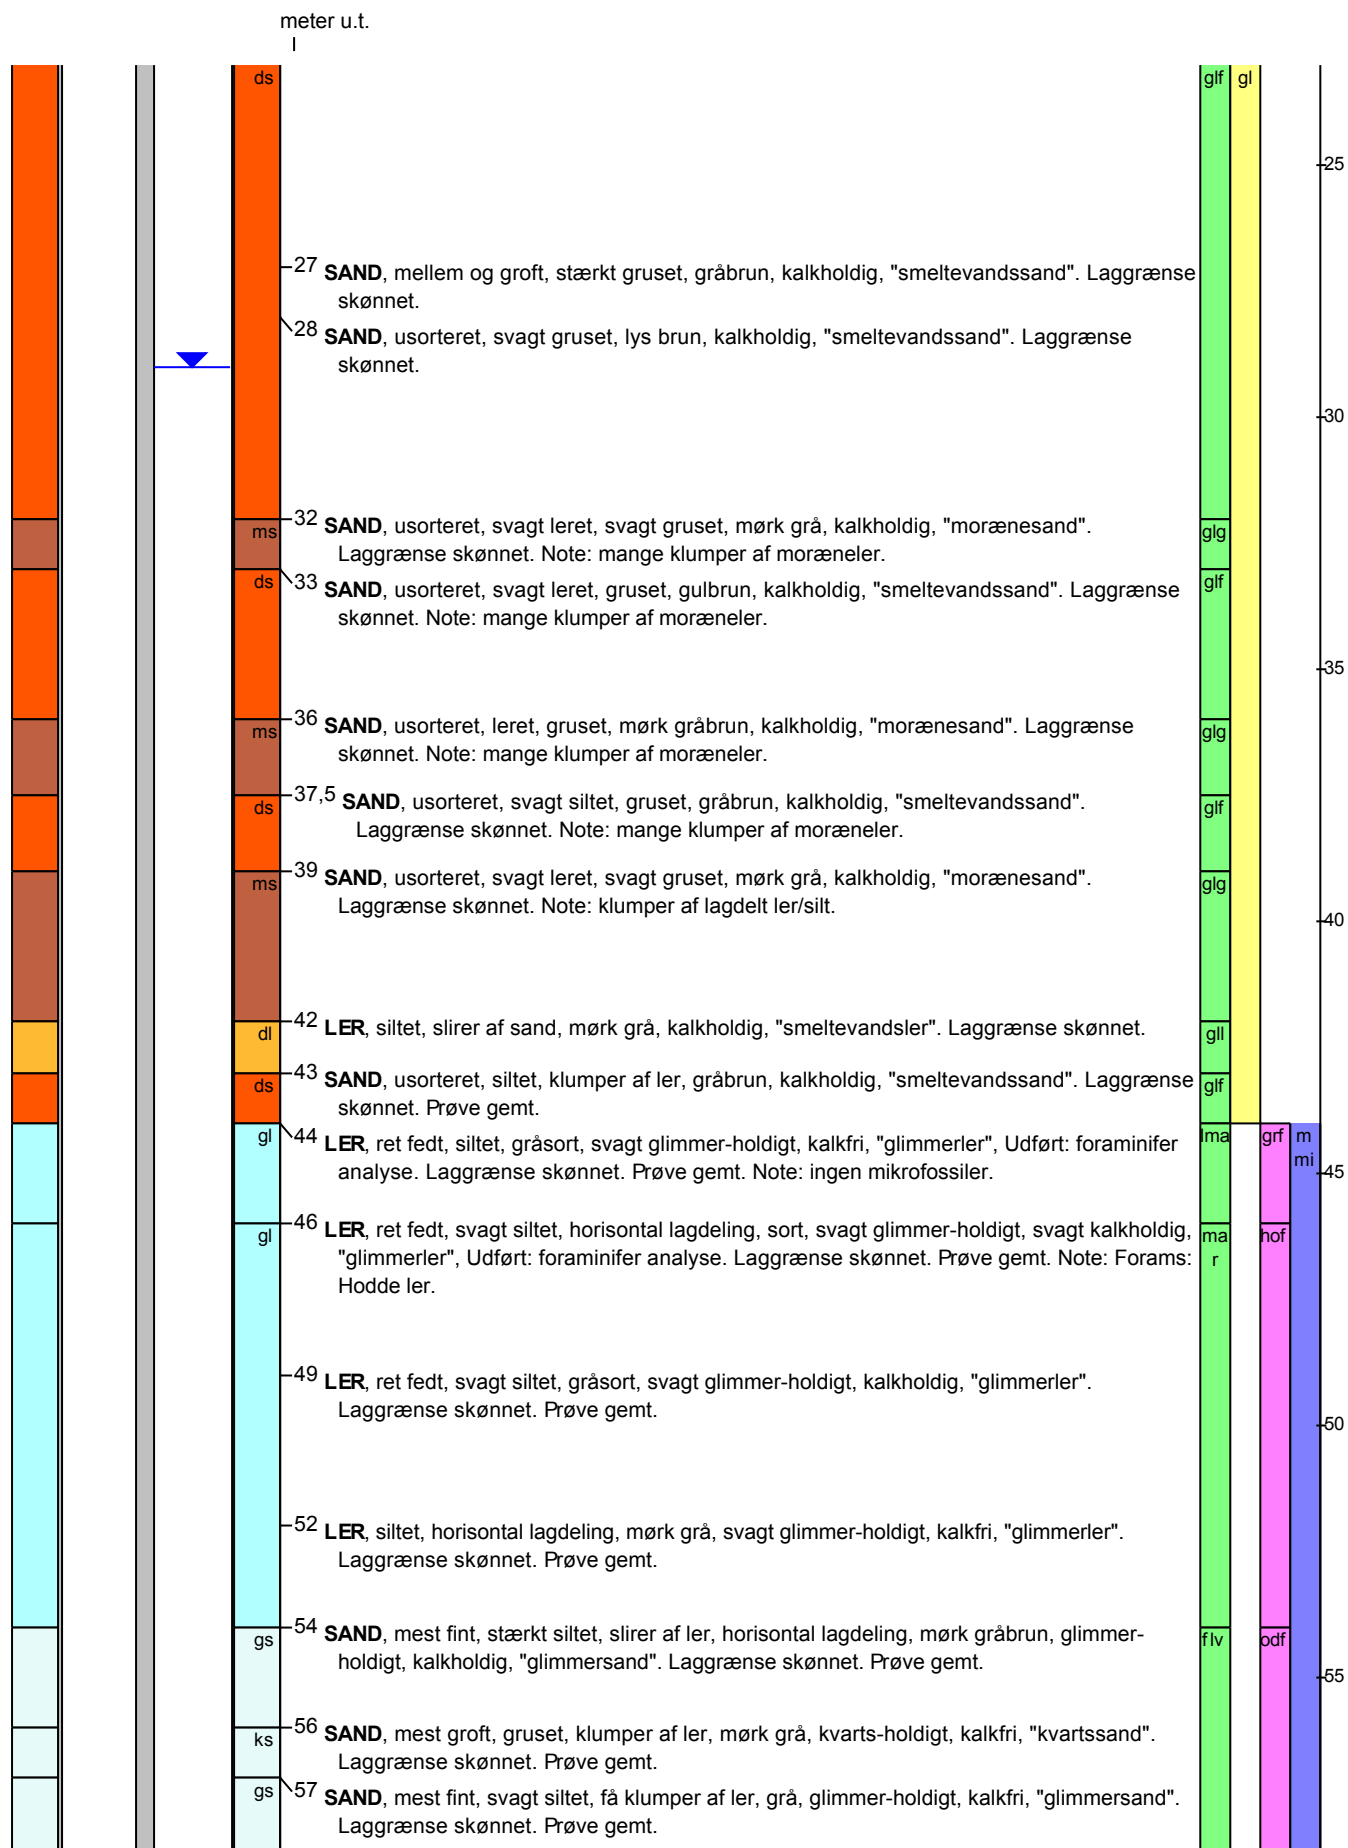 meter u.t.
ds
glf
gl
25
27 SAND, mellem og groft, stærkt gruset, gråbrun, kalkholdig, "smeltevandssand". Laggrænse
skønnet.
28 SAND, usorteret, svagt gruset, lys brun, kalkholdig, "smeltevandssand". Laggrænse
skønnet.
30
ms
32 SAND, usorteret, svagt leret, svagt gruset, mørk grå, kalkholdig, "morænesand".
Laggrænse skønnet. Note: mange klumper af moræneler.
glg
ds
33 SAND, usorteret, svagt leret, gruset, gulbrun, kalkholdig, "smeltevandssand". Laggrænse
skønnet. Note: mange klumper af moræneler.
glf
35
ms
36 SAND, usorteret, leret, gruset, mørk gråbrun, kalkholdig, "morænesand". Laggrænse
skønnet. Note: mange klumper af moræneler.
glg
ds
37,5 SAND, usorteret, svagt siltet, gruset, gråbrun, kalkholdig, "smeltevandssand".
Laggrænse skønnet. Note: mange klumper af moræneler.
glf
ms
39 SAND, usorteret, svagt leret, svagt gruset, mørk grå, kalkholdig, "morænesand".
Laggrænse skønnet. Note: klumper af lagdelt ler/silt.
glg
40
dl
42 LER, siltet, slirer af sand, mørk grå, kalkholdig, "smeltevandsler". Laggrænse skønnet.
gll
ds
43 SAND, usorteret, siltet, klumper af ler, gråbrun, kalkholdig, "smeltevandssand". Laggrænse
skønnet. Prøve gemt.
glf
gl
44 LER, ret fedt, siltet, gråsort, svagt glimmer-holdigt, kalkfri, "glimmerler", Udført: foraminifer
analyse. Laggrænse skønnet. Prøve gemt. Note: ingen mikrofossiler.
lma
grf
m
mi
45
gl
46 LER, ret fedt, svagt siltet, horisontal lagdeling, sort, svagt glimmer-holdigt, svagt kalkholdig,
"glimmerler", Udført: foraminifer analyse. Laggrænse skønnet. Prøve gemt. Note: Forams:
Hodde ler.
ma
r
hof
49 LER, ret fedt, svagt siltet, gråsort, svagt glimmer-holdigt, kalkholdig, "glimmerler".
Laggrænse skønnet. Prøve gemt.
50
52 LER, siltet, horisontal lagdeling, mørk grå, svagt glimmer-holdigt, kalkfri, "glimmerler".
Laggrænse skønnet. Prøve gemt.
gs
54 SAND, mest fint, stærkt siltet, slirer af ler, horisontal lagdeling, mørk gråbrun, glimmer-
holdigt, kalkholdig, "glimmersand". Laggrænse skønnet. Prøve gemt.
flv
odf
55
ks
56 SAND, mest groft, gruset, klumper af ler, mørk grå, kvarts-holdigt, kalkfri, "kvartssand".
Laggrænse skønnet. Prøve gemt.
gs
57 SAND, mest fint, svagt siltet, få klumper af ler, grå, glimmer-holdigt, kalkfri, "glimmersand".
Laggrænse skønnet. Prøve gemt.